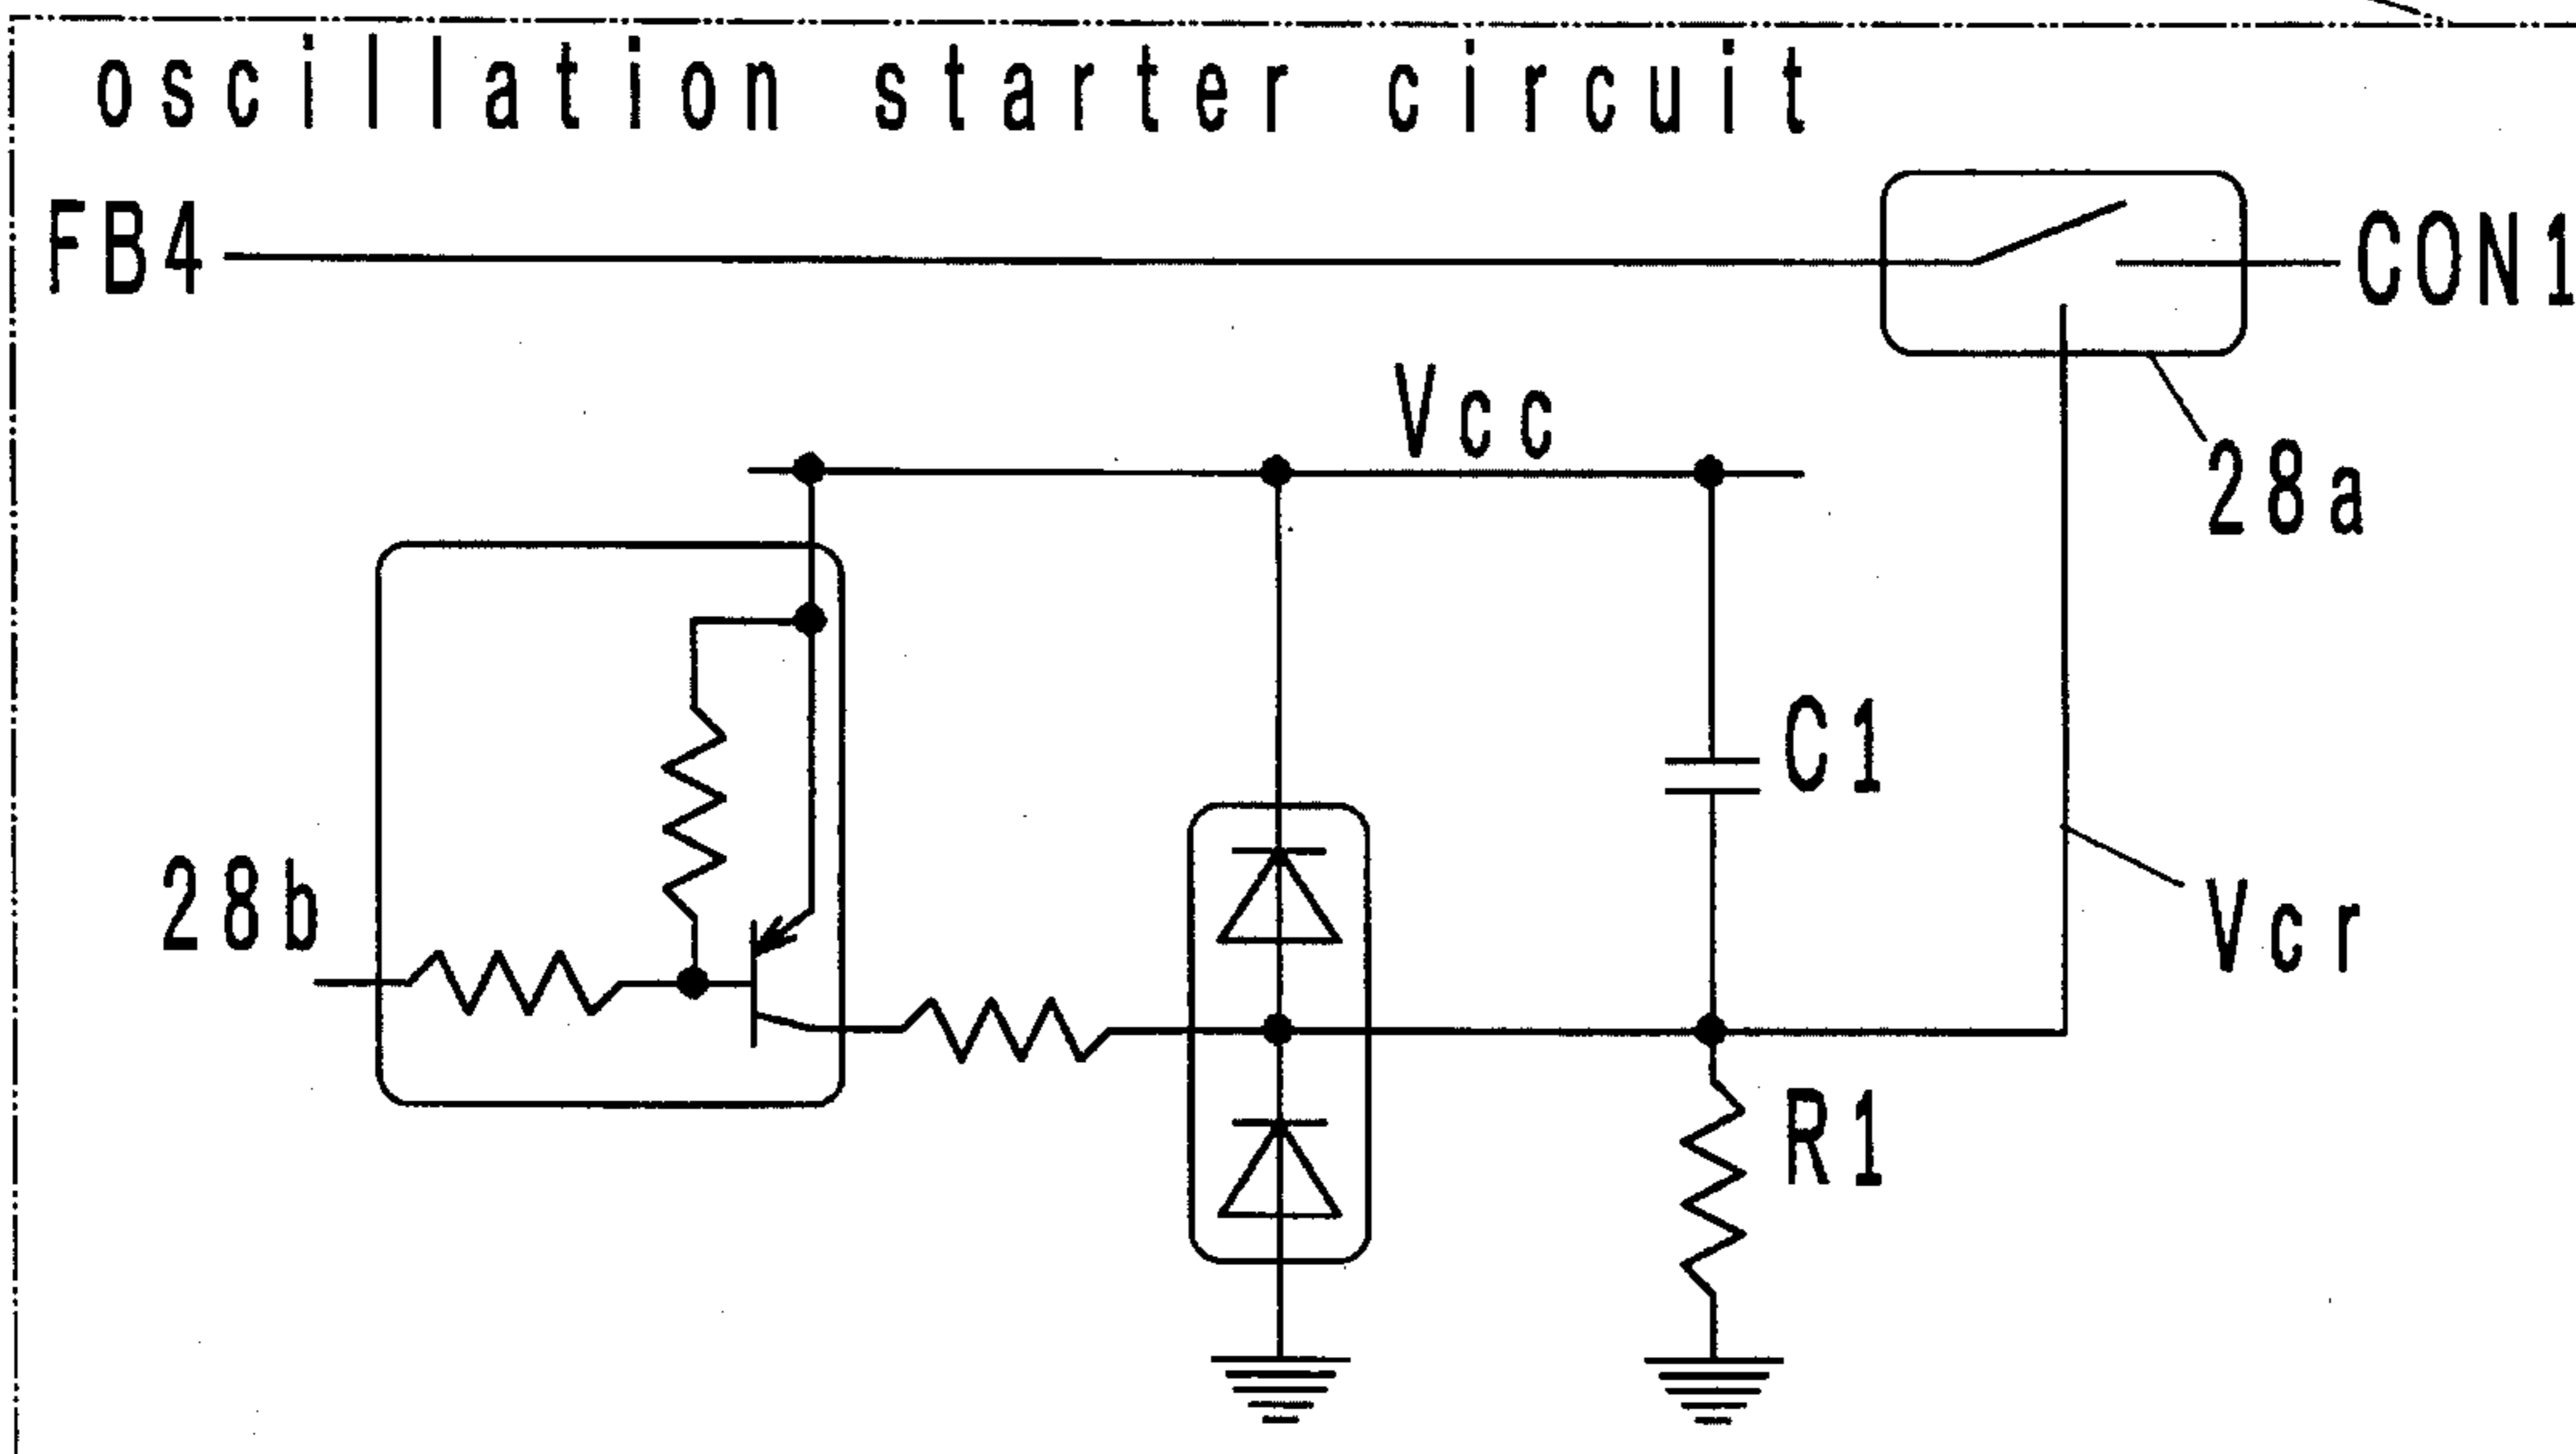 oscillation starter circuit
FB4
CON1
Vcc
28a
C1
28b
Vcr
R1